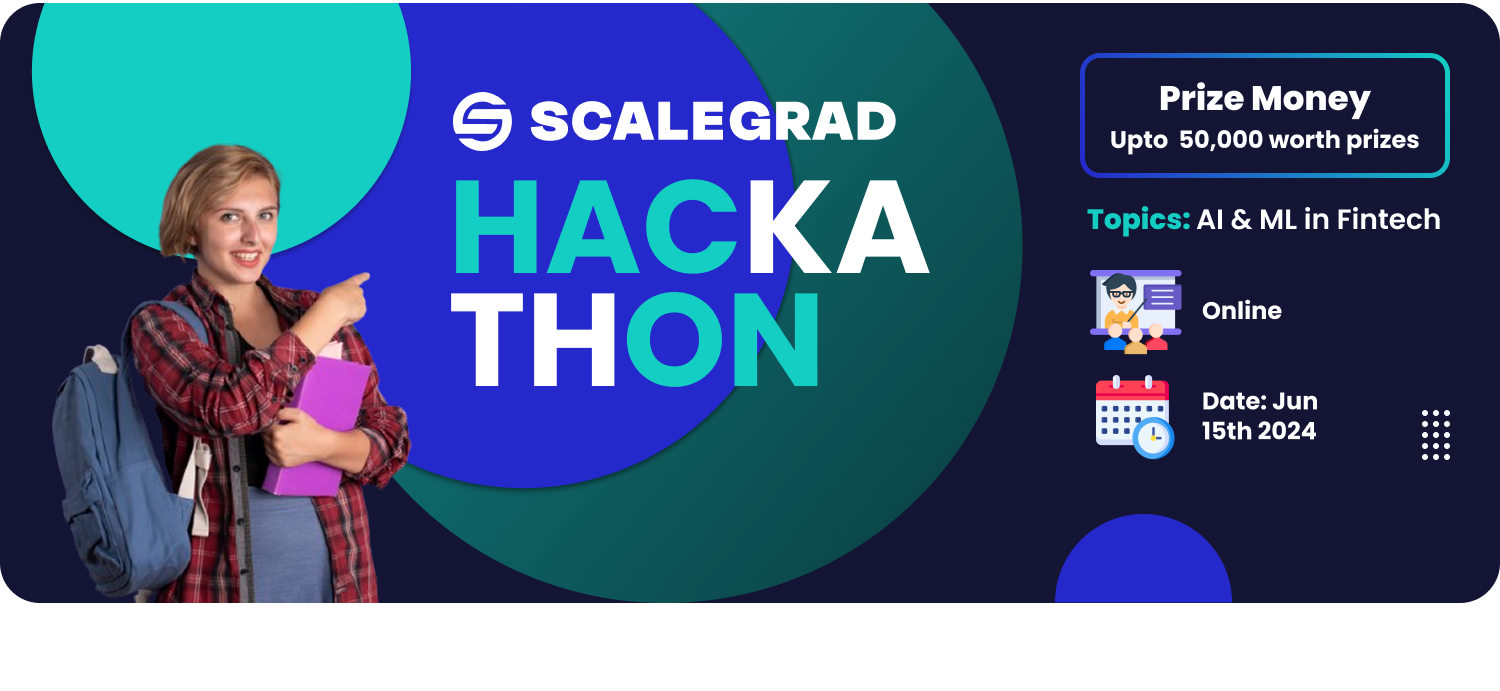 SCALEGRAD
HACKA
THON
Prize Money
Upto 50,000 worth prizes
Topics: AI & ML in Fintech
Online
Date: Jun
15th 2024